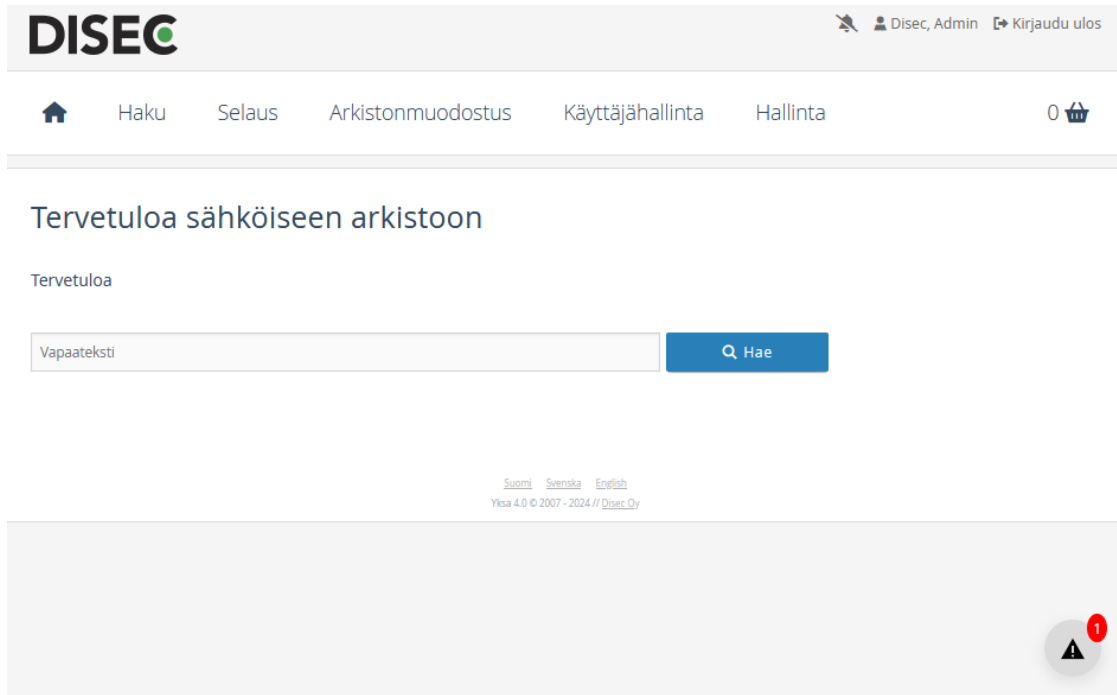 DISEC
Disec, Admin Kirjaudu ulos
Haku Selaus Arkistonmuodostus Käyttäjähallinta Hallinta 0
Tervetuloa sähköiseen arkistoon
Tervetuloa
Vapaateksti Hae
Suomi Svenska English
Yksa 4.0 © 2007 - 2024 // Disec Oy
1